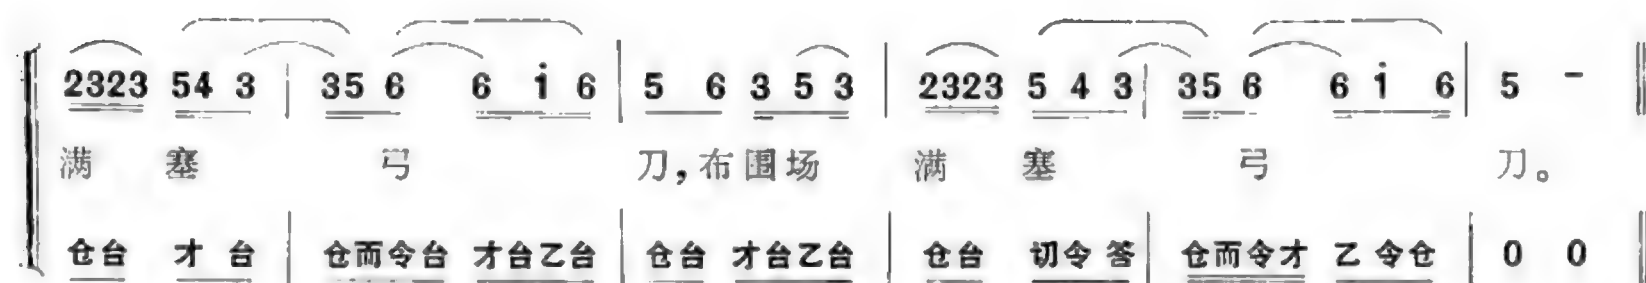 2323 54 3 | 35 6 6 i 6 | 5 6 3 5 3 | 2323 5 4 3 | 35 6 6 i 6 | 5 - ‖
满 塞 弓 刀，布围场 满 塞 弓 刀。
仓台 才台 | 仓而令台 才台乙台 | 仓台 才台乙台 | 仓台 切令答 | 仓而令才 乙令仓 | 0 0 ‖